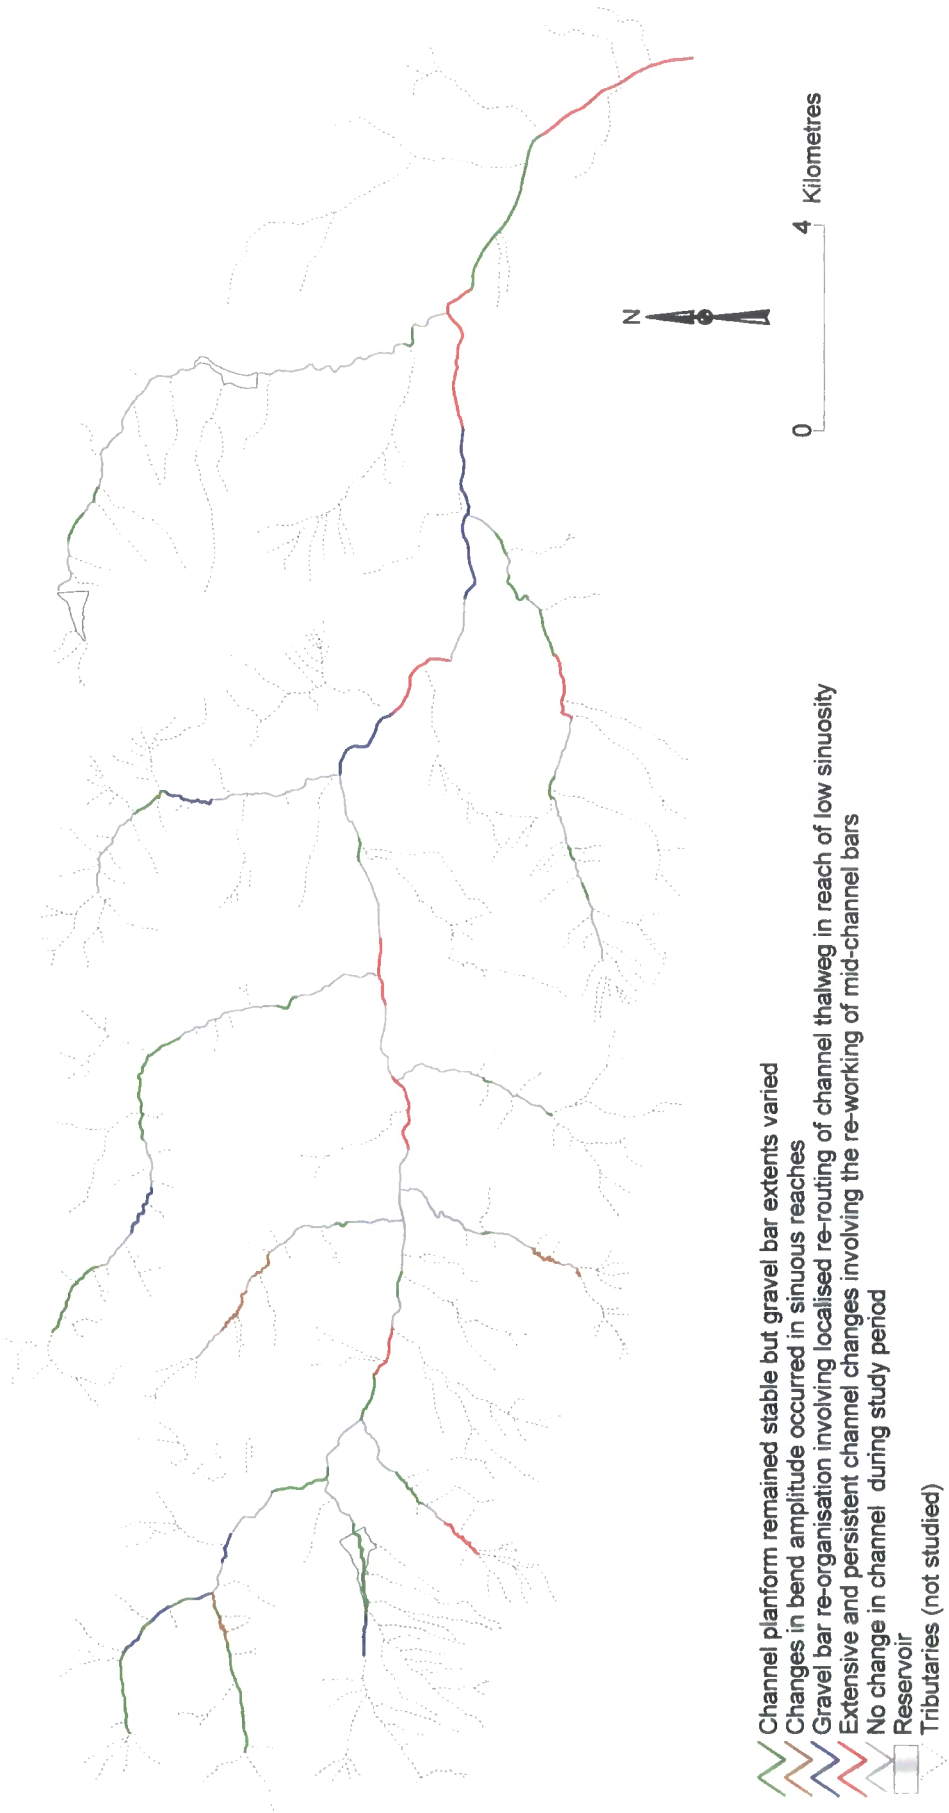 N
0 4 Kilometres
Channel planform remained stable but gravel bar extents varied
Changes in bend amplitude occurred in sinuous reaches
Gravel bar re-organisation involving localised re-routing of channel thalweg in reach of low sinuosity
Extensive and persistent channel changes involving the re-working of mid-channel bars
No change in channel during study period
Reservoir
Tributaries (not studied)